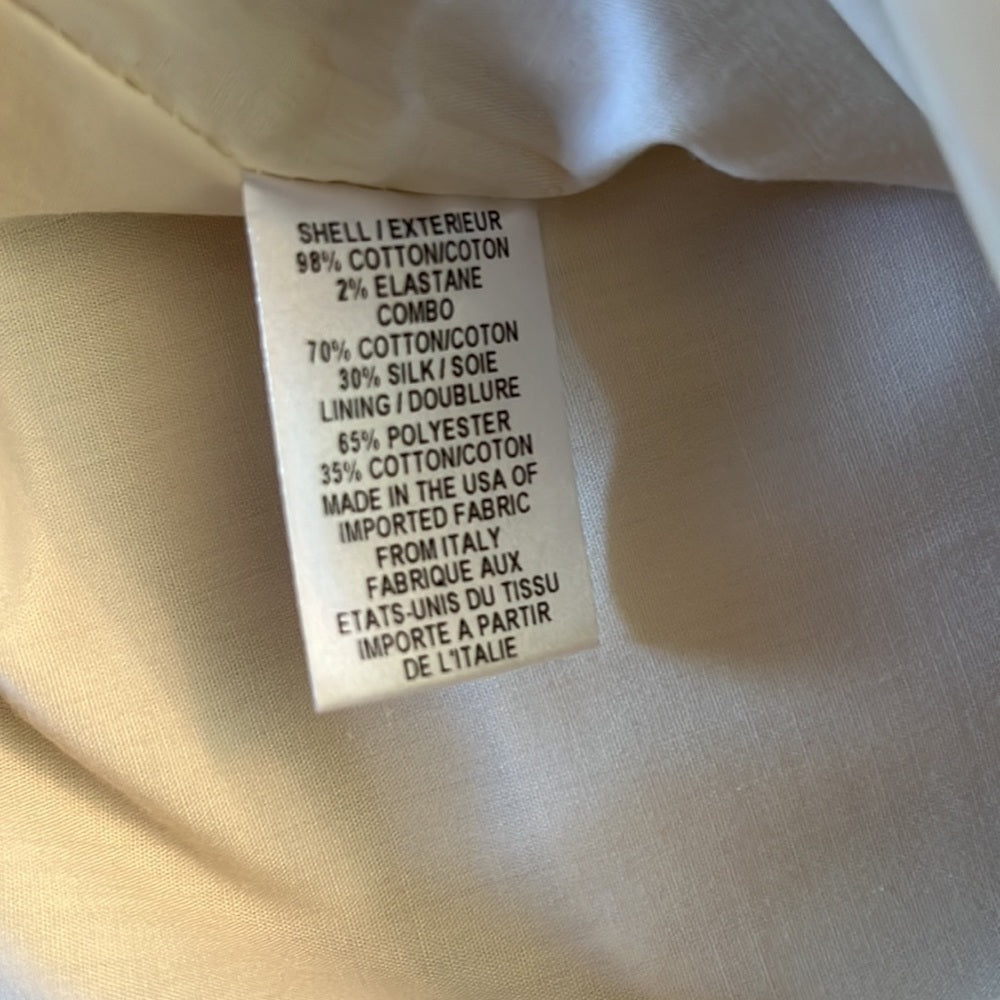 SHELL / EXTERIEUR
98% COTTON/COTON
2% ELASTANE
COMBO
70% COTTON/COTON
30% SILK / SOIE
LINING / DOUBLURE
65% POLYESTER
35% COTTON/COTON
MADE IN THE USA OF
IMPORTED FABRIC
FROM ITALY
FABRIQUE AUX
ETATS-UNIS DU TISSU
IMPORTE A PARTIR
DE L'ITALIE